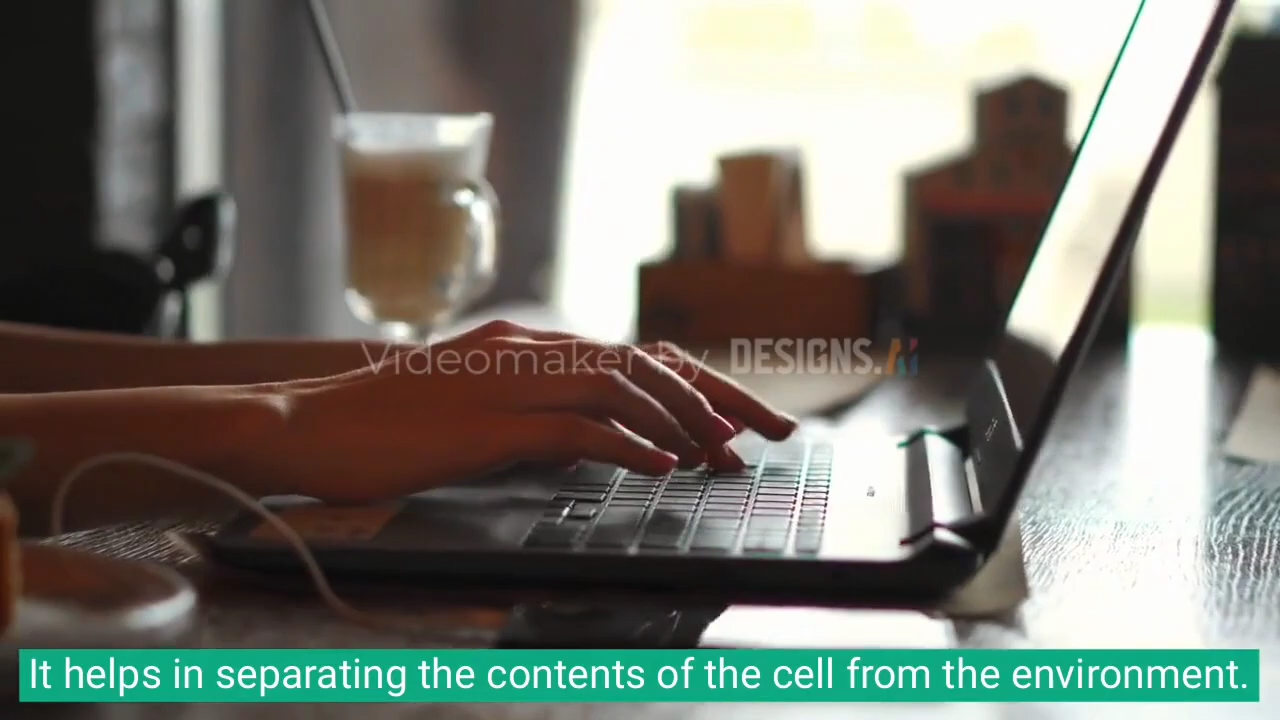 Videomaker by DESIGNS.Ai
It helps in separating the contents of the cell from the environment.